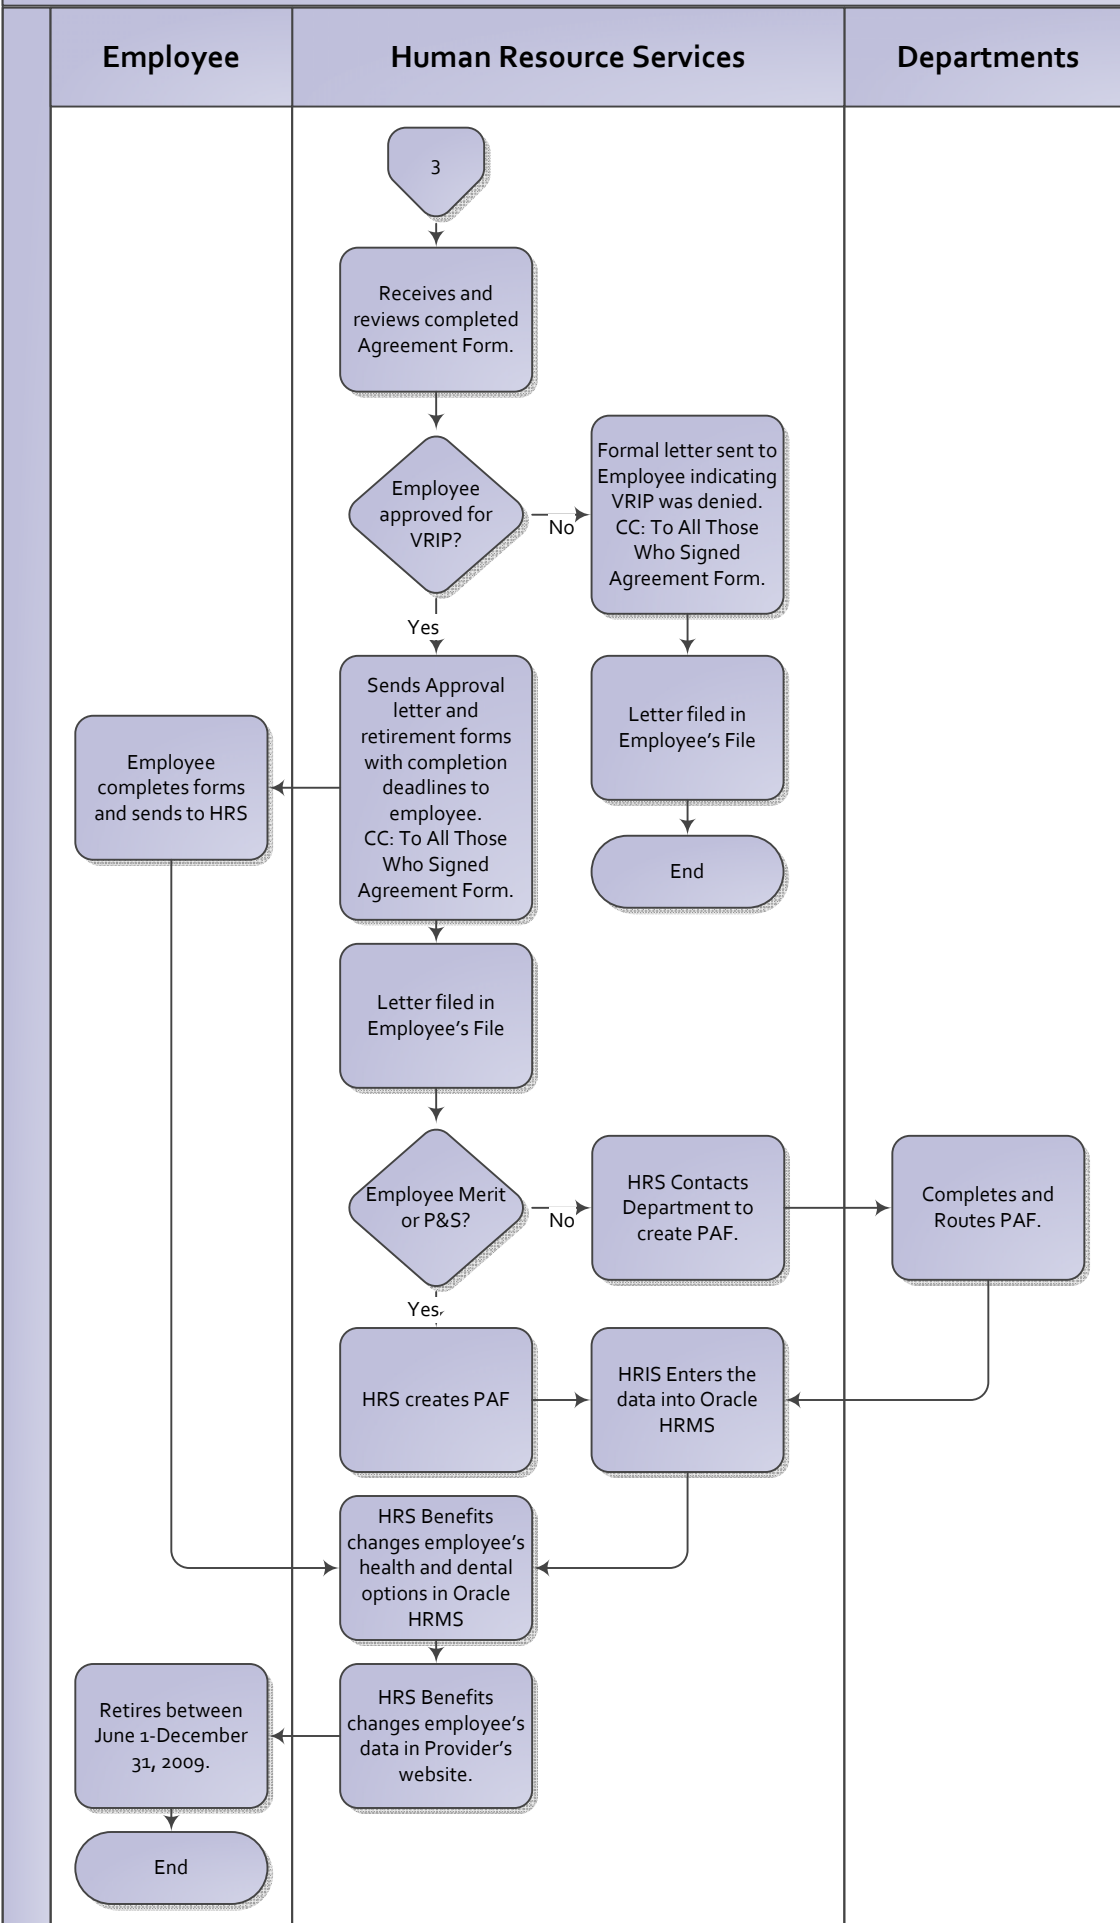 Employee
Human Resource Services
Departments
3
Receives and
reviews completed
Agreement Form.
Employee
approved for
VRIP?
No
Formal letter sent to
Employee indicating
VRIP was denied.
CC: To All Those
Who Signed
Agreement Form.
Yes
Sends Approval
letter and
retirement forms
with completion
deadlines to
employee.
CC: To All Those
Who Signed
Agreement Form.
Letter filed in
Employee's File
Employee
completes forms
and sends to HRS
End
Letter filed in
Employee's File
Employee Merit
or P&S?
No
HRS Contacts
Department to
create PAF.
Completes and
Routes PAF.
Yes
HRS creates PAF
HRIS Enters the
data into Oracle
HRMS
HRS Benefits
changes employee's
health and dental
options in Oracle
HRMS
HRS Benefits
changes employee's
data in Provider's
website.
Retires between
June 1-December
31, 2009.
End